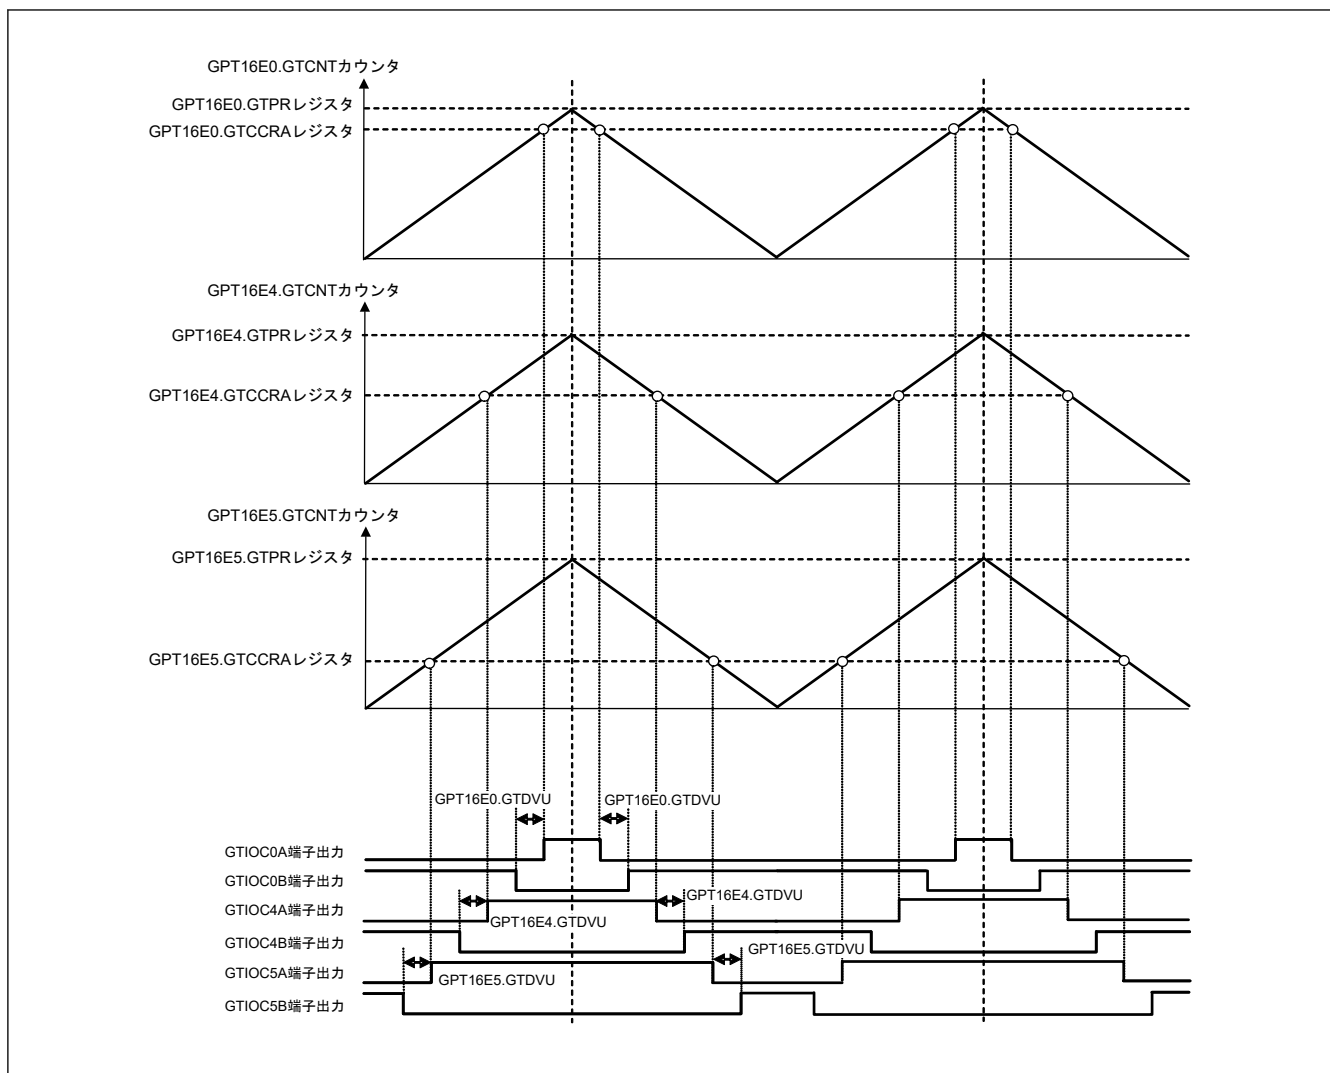 GPT16E0.GTCNTカウンタ
GPT16E0.GTPRレジスタ
GPT16E0.GTCCRAレジスタ
GPT16E4.GTCNTカウンタ
GPT16E4.GTPRレジスタ
GPT16E4.GTCCRAレジスタ
GPT16E5.GTCNTカウンタ
GPT16E5.GTPRレジスタ
GPT16E5.GTCCRAレジスタ
GPT16E0.GTDVU
GPT16E0.GTDVU
GTIOC0A端子出力
GTIOC0B端子出力
GPT16E4.GTDVU
GTIOC4A端子出力
GPT16E4.GTDVU
GTIOC4B端子出力
GPT16E5.GTDVU
GTIOC5A端子出力
GPT16E5.GTDVU
GTIOC5B端子出力